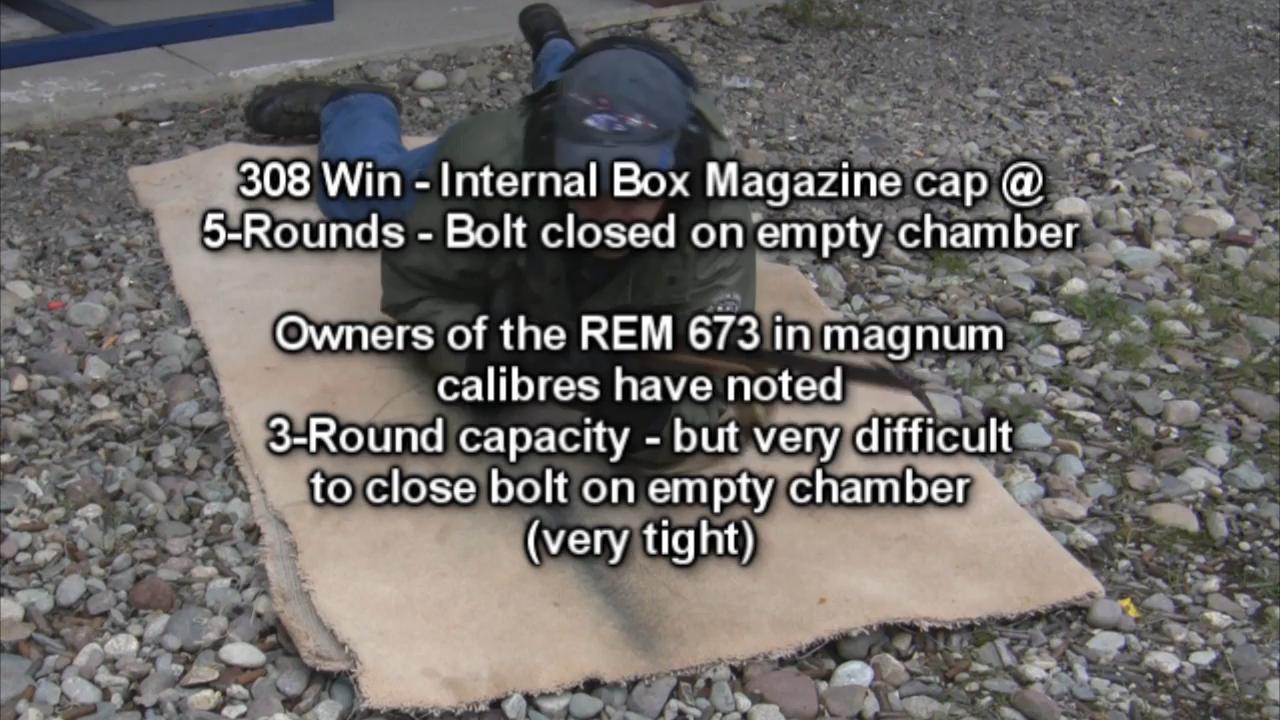 308 Win - Internal Box Magazine cap @
5-Rounds - Bolt closed on empty chamber
Owners of the REM 673 in magnum
calibres have noted
3-Round capacity - but very difficult
to close bolt on empty chamber
(very tight)